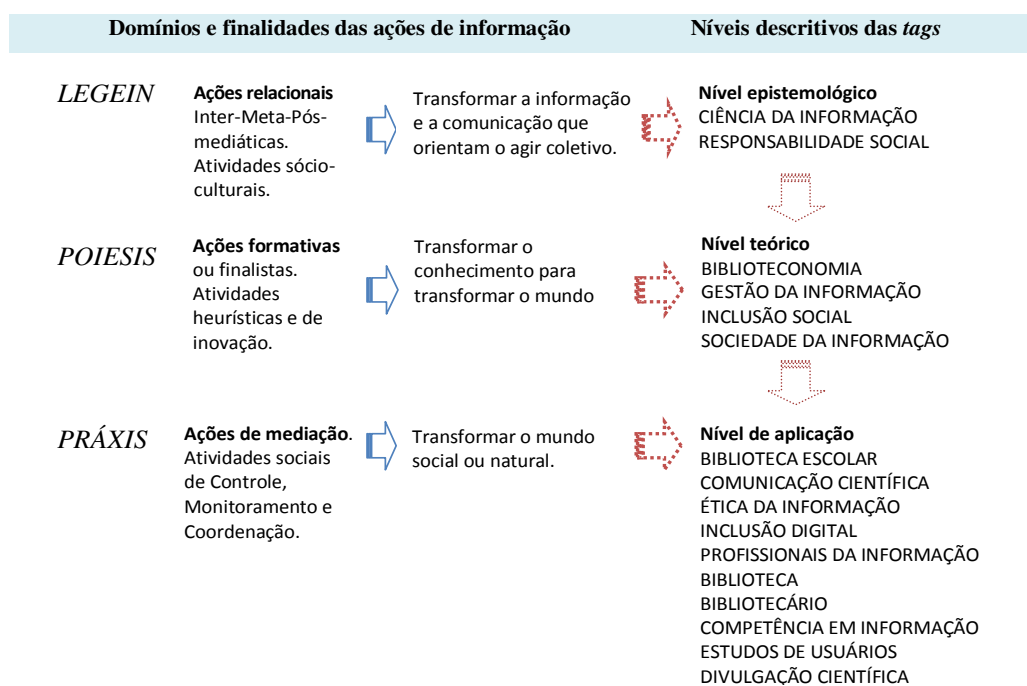 Domínios e finalidades das ações de informação
Níveis descritivos das tags
LEGEIN
Ações relacionais
Inter-Meta-Pós-
mediáticas.
Atividades sócio-
culturais.
Transformar a informação
e a comunicação que
orientam o agir coletivo.
Nível epistemológico
CIÊNCIA DA INFORMAÇÃO
RESPONSABILIDADE SOCIAL
POIESIS
Ações formativas
ou finalistas.
Atividades
heurísticas e de
inovação.
Transformar o
conhecimento para
transformar o mundo
Nível teórico
BIBLIOTECONOMIA
GESTÃO DA INFORMAÇÃO
INCLUSÃO SOCIAL
SOCIEDADE DA INFORMAÇÃO
PRÁXIS
Ações de mediação.
Atividades sociais
de Controle,
Monitoramento e
Coordenação.
Transformar o mundo
social ou natural.
Nível de aplicação
BIBLIOTECA ESCOLAR
COMUNICAÇÃO CIENTÍFICA
ÉTICA DA INFORMAÇÃO
INCLUSÃO DIGITAL
PROFISSIONAIS DA INFORMAÇÃO
BIBLIOTECA
BIBLIOTECÁRIO
COMPETÊNCIA EM INFORMAÇÃO
ESTUDOS DE USUÁRIOS
DIVULGAÇÃO CIENTÍFICA